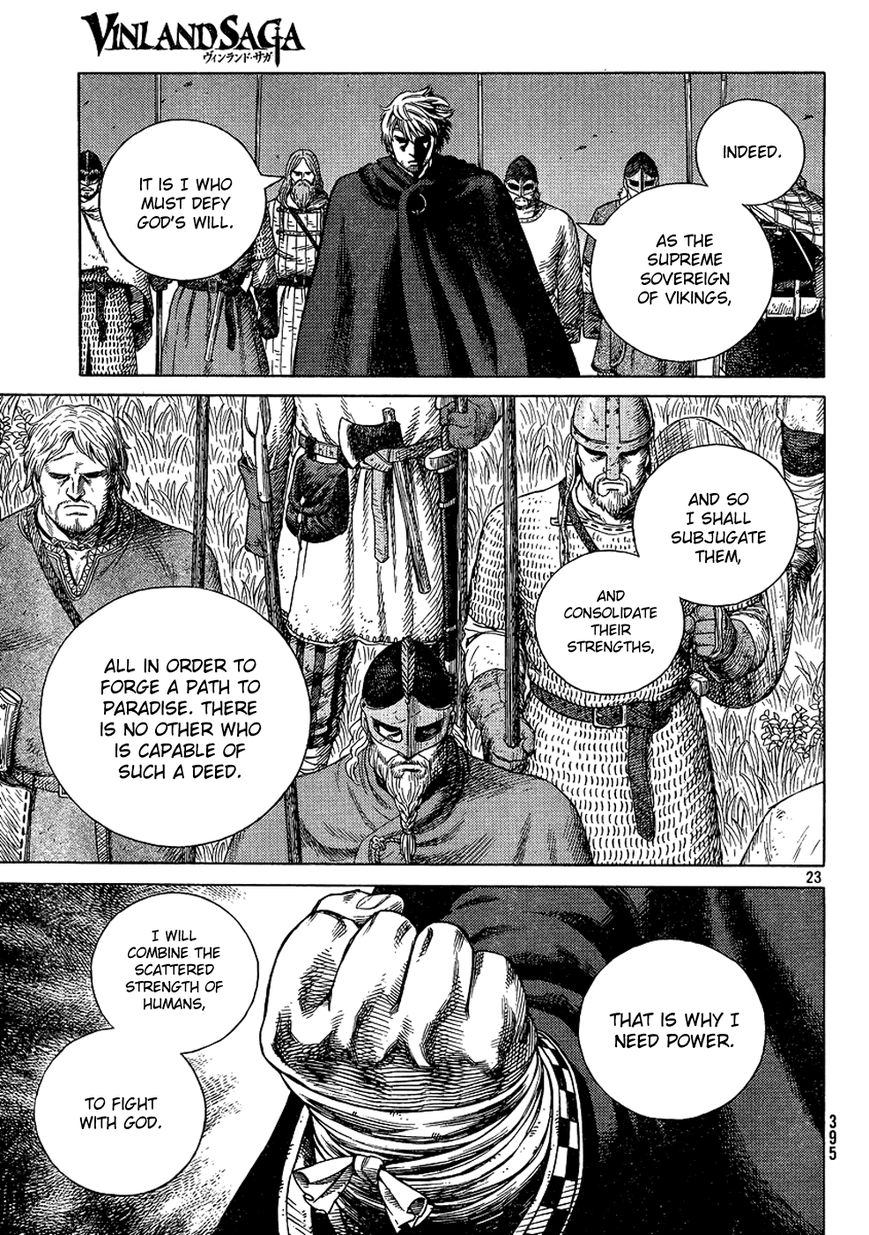 VINLAND SAGA
ヴィンランド・サガ
INDEED.
AS THE
SUPREME
SOVEREIGN
OF VIKINGS,
IT IS I WHO
MUST DEFY
GOD'S WILL.
AND SO
I SHALL
SUBJUGATE
THEM,
AND
CONSOLIDATE
THEIR
STRENGTHS,
ALL IN ORDER TO
FORGE A PATH TO
PARADISE. THERE
IS NO OTHER WHO
IS CAPABLE OF
SUCH A DEED.
23
THAT IS WHY I
NEED POWER.
I WILL
COMBINE THE
SCATTERED
STRENGTH OF
HUMANS,
TO FIGHT
WITH GOD.
395